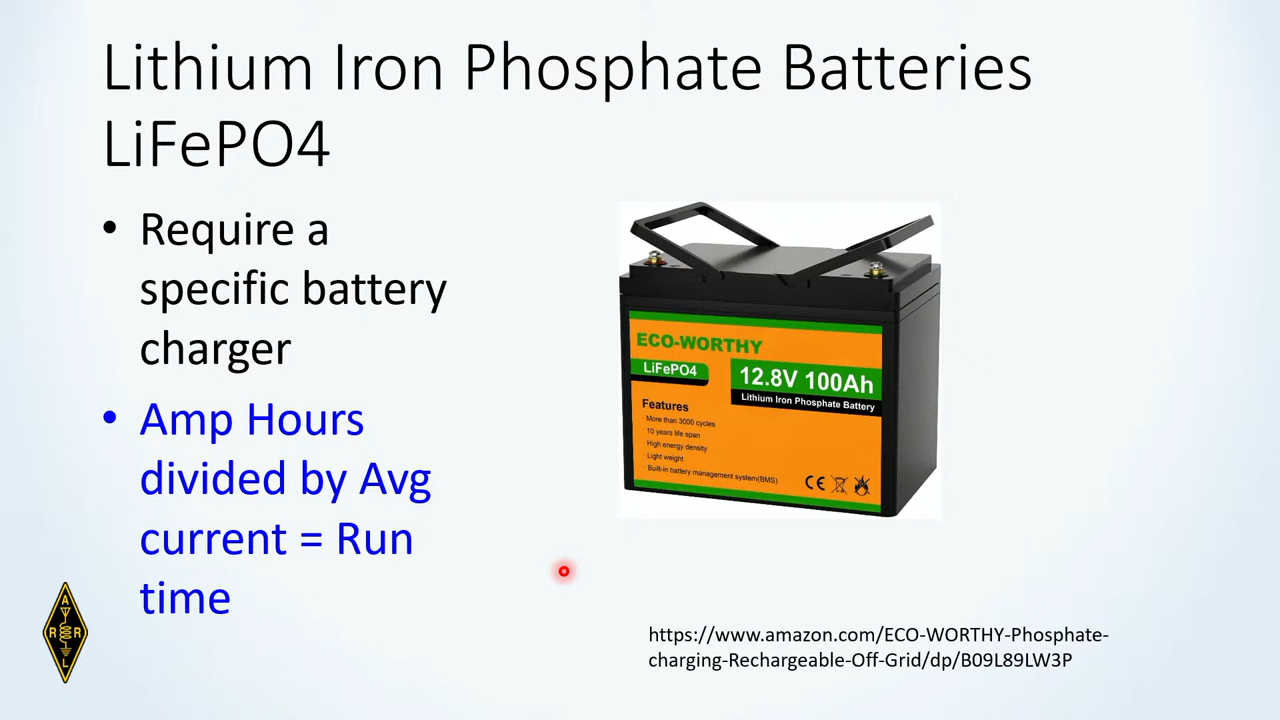 Lithium Iron Phosphate Batteries
LiFePO4
• Require a
specific battery
charger
• Amp Hours
divided by Avg
current = Run
time
ECO-WORTHY
LiFePO4
12.8V 100Ah
Lithium Iron Phosphate Battery
Features
More than 3000 cycles
10 years life span
High energy density
Light weight
Built-in battery management system(BMS)
CE
A
R R
L
https://www.amazon.com/ECO-WORTHY-Phosphate-
charging-Rechargeable-Off-Grid/dp/B09L89LW3P